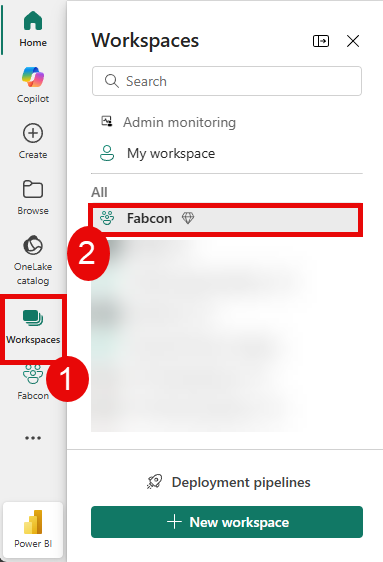 Home
Copilot
Create
Browse
OneLake
catalog
Workspaces
1
Fabcon
Power BI
Workspaces
Search
Admin monitoring
My workspace
All
Fabcon
2
Deployment pipelines
New workspace